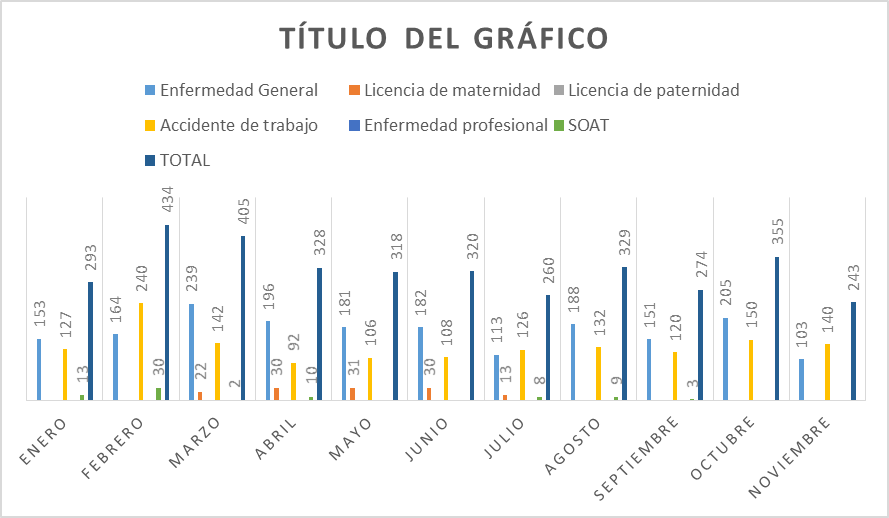 TÍTULO DEL GRÁFICO
Enfermedad General Licencia de maternidad Licencia de paternidad
Accidente de trabajo Enfermedad profesional SOAT
TOTAL
153 127 13 293
164 240 30 434
239 22 142 2 405
196 30 92 10 328
181 31 106 318
182 30 108 320
113 13 126 8 260
188 132 9 329
151 120 3 274
205 150 355
103 140 243
ENERO
FEBRERO
MARZO
ABRIL
MAYO
JUNIO
JULIO
AGOSTO
SEPTIEMPBRE
OCTUBRE
NOVIEMBRE